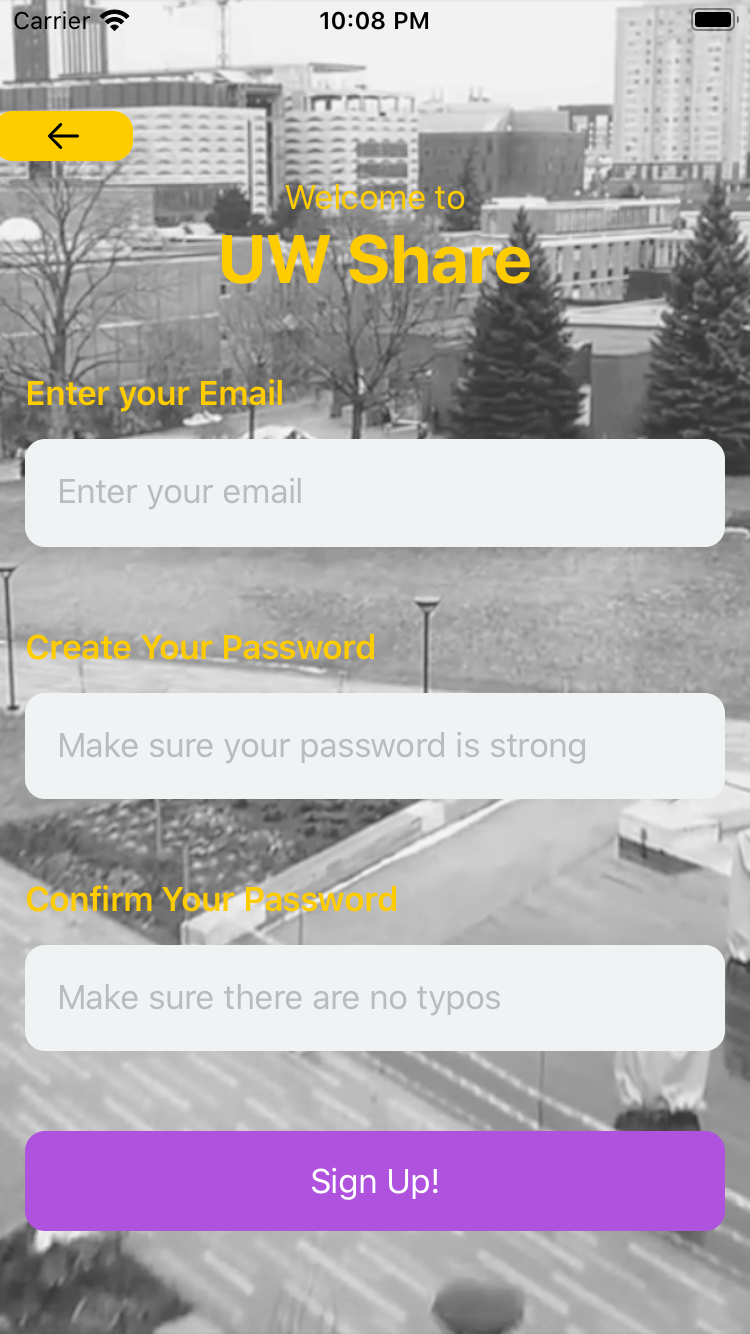 Carrier 10:08 PM
Welcome to
UW Share
Enter your Email
Enter your email
Create Your Password
Make sure your password is strong
Confirm Your Password
Make sure there are no typos
Sign Up!